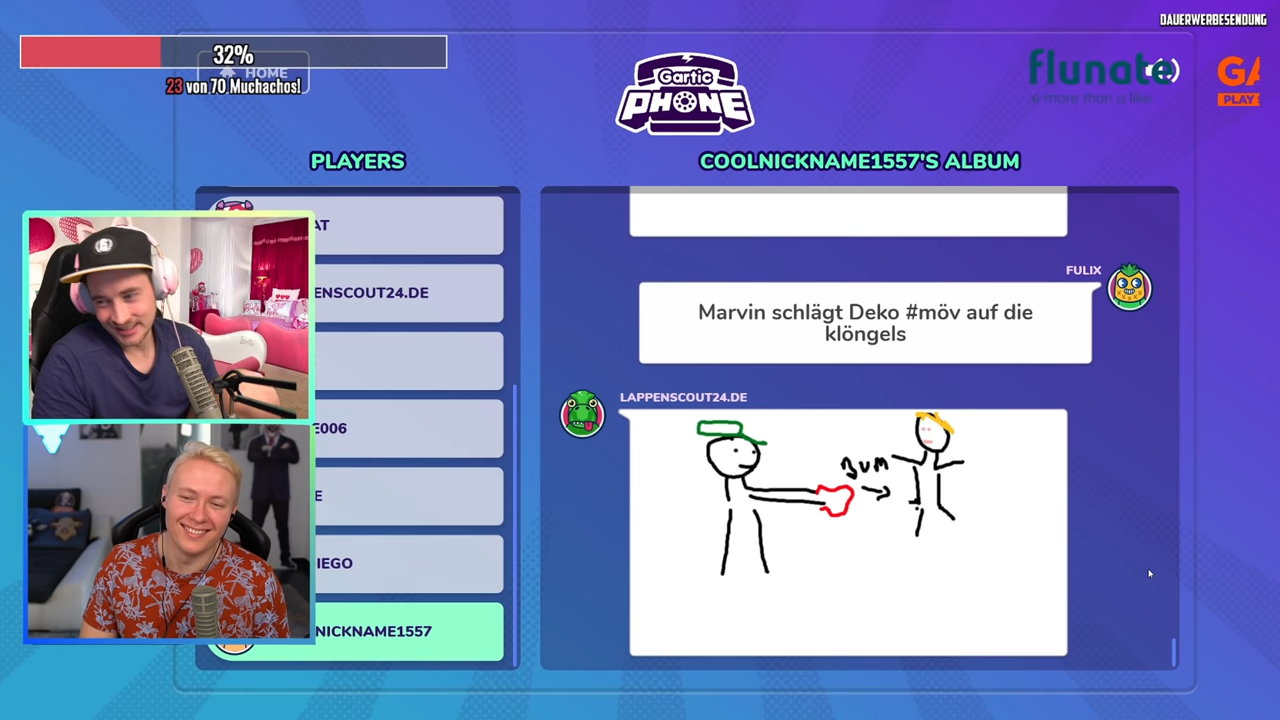 DAUERWERBESENDUNG
32%
HOME
23 von 70 Muchachos!
Gartic
PHONE
flunate
e more than a like
GA
PLAY
PLAYERS
COOLNICKNAME1557'S ALBUM
AT
ENSCOUT24.DE
E006
E
IEGO
NICKNAME1557
FULIX
Marvin schlägt Deko #möv auf die
klöngels
LAPPENSCOUT24.DE
BUM